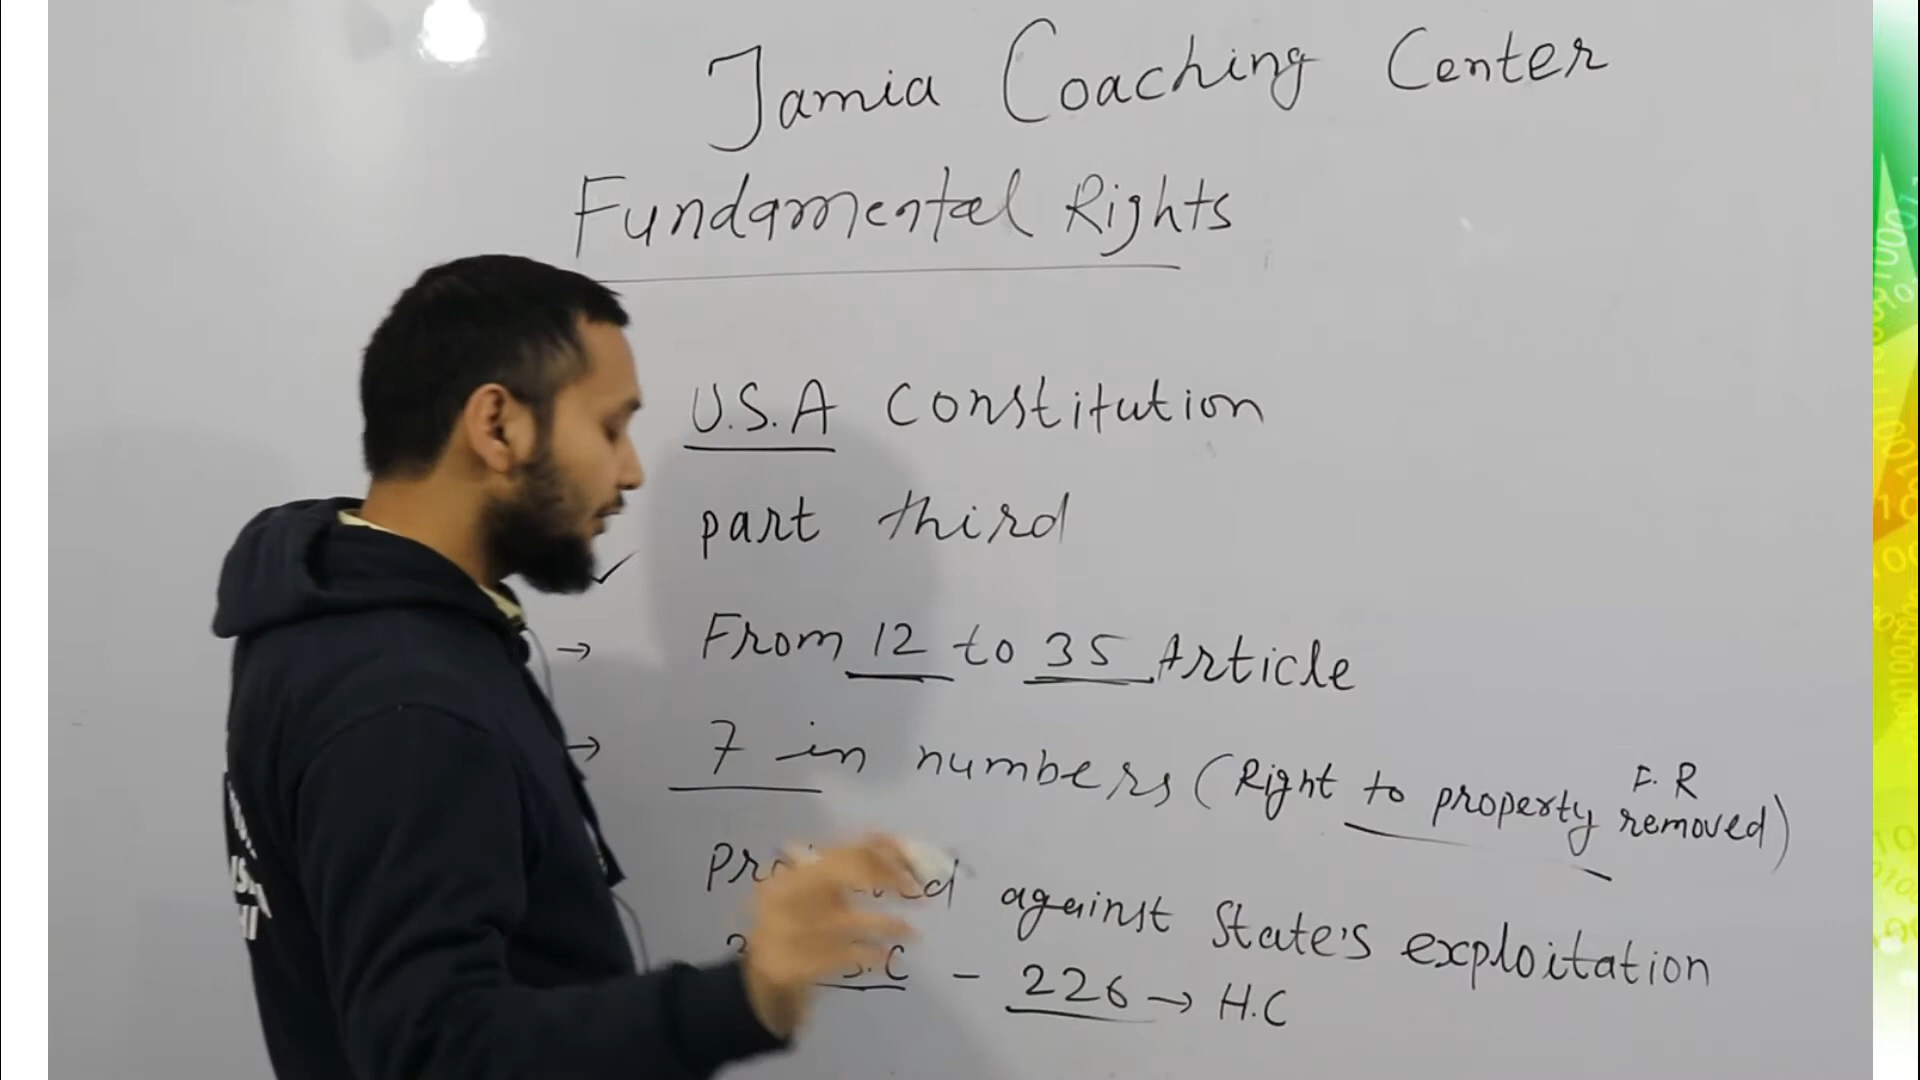 Jamia Coaching Center
Fundamental Rights
U.S.A Constitution
part third
✓
→ From 12 to 35 Article
→ 7 in numbers (Right to property F.R removed)
against State's exploitation
S.C - 226 → H.C